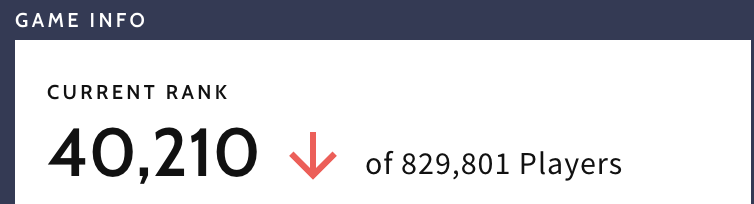 GAME INFO
CURRENT RANK
40,210 of 829,801 Players